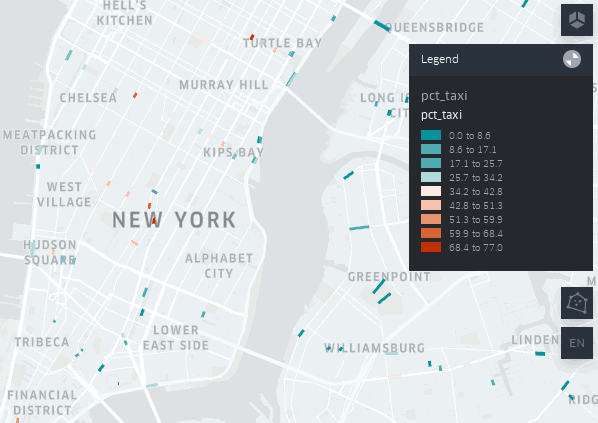 HELL'S
KITCHEN
QUEENSBRIDGE
TURTLE BAY
MURRAY HILL
CHELSEA
LONG I
CIT
MEATPACKING
DISTRICT
KIPS BAY
WEST
VILLAGE
NEW YORK
HUDSON
SQUARE
ALPHABET
CITY
GREENPOINT
TRIBECA
LOWER
EAST SIDE
WILLIAMSBURG
LINDEN
FINANCIAL
DISTRICT
RIDG
M
Legend
pct_taxi
pct_taxi
0.0 to 8.6
8.6 to 17.1
17.1 to 25.7
25.7 to 34.2
34.2 to 42.8
42.8 to 51.3
51.3 to 59.9
59.9 to 68.4
68.4 to 77.0
EN